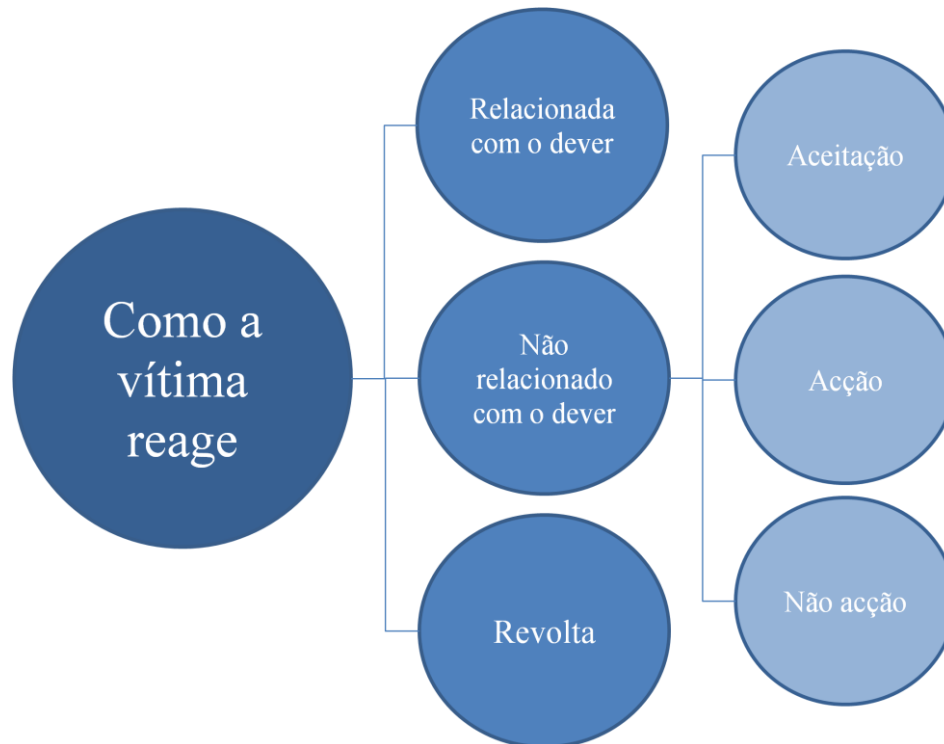 Como a
vítima
reage
Relacionada
com o dever
Não
relacionado
com o dever
Revolta
Aceitação
Acção
Não acção